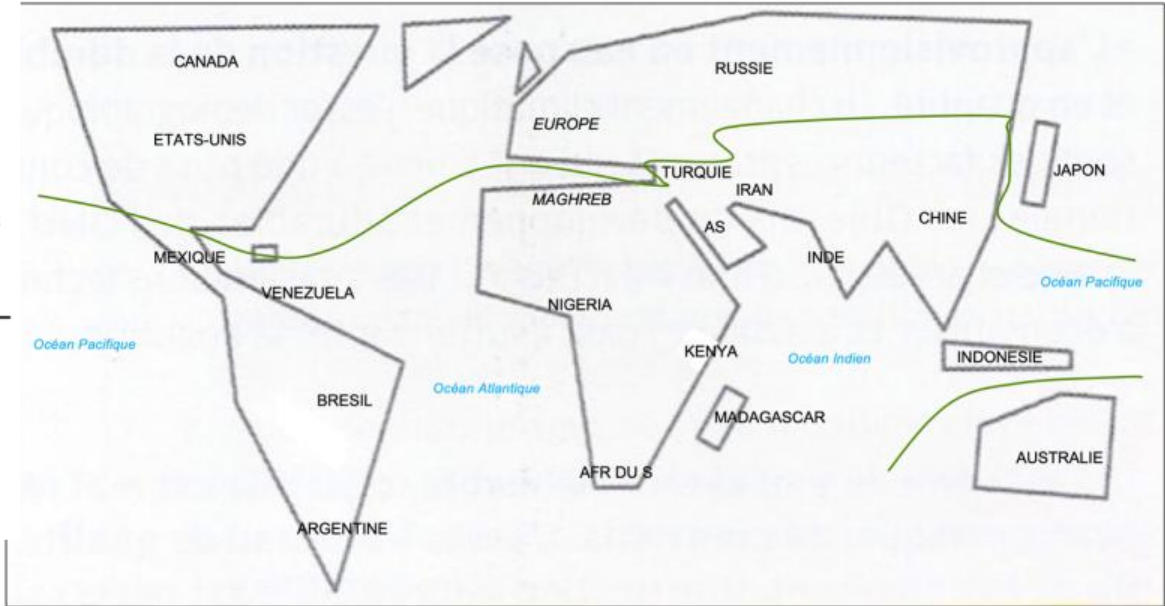 CANADA
RUSSIE
EUROPE
ETATS-UNIS
TURQUIE
JAPON
IRAN
MAGHREB
AS
CHINE
MEXIQUE
INDE
Océan Pacifique
VENEZUELA
NIGERIA
Océan Pacifique
KENYA
Océan Indien
INDONESIE
Océan Atlantique
BRESIL
MADAGASCAR
AUSTRALIE
AFR DU S
ARGENTINE